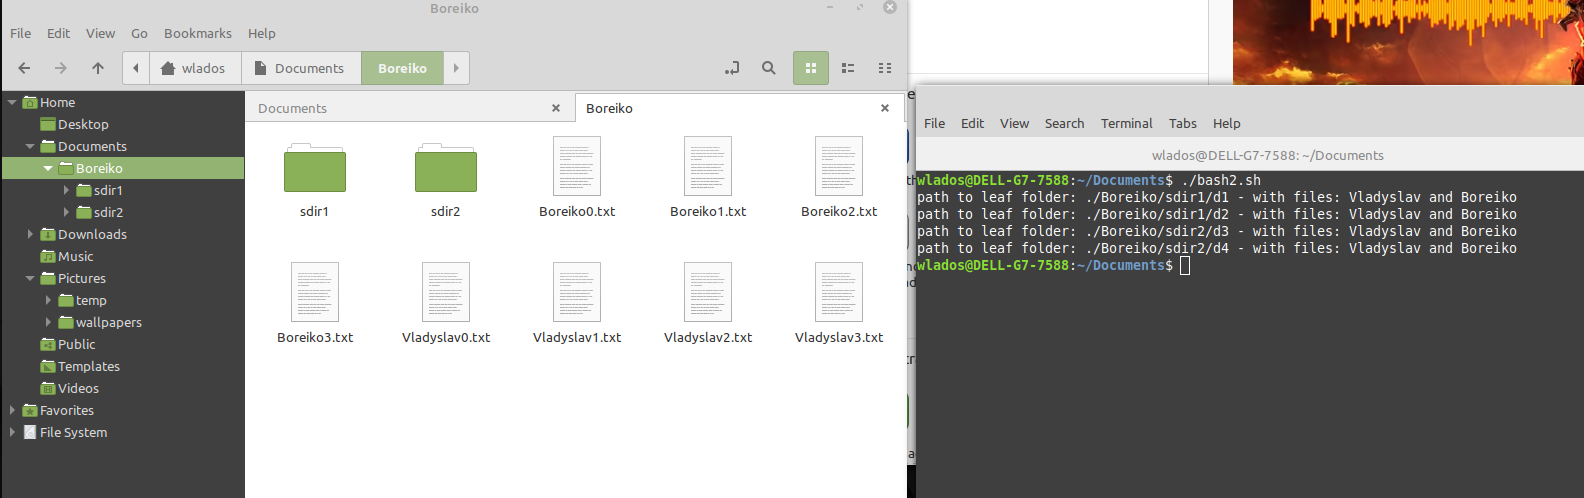 Boreiko
File Edit View Go Bookmarks Help
wlados Documents Boreiko
Home
Desktop
Documents
Boreiko
sdir1
sdir2
Downloads
Music
Pictures
temp
wallpapers
Public
Templates
Videos
Favorites
File System
Documents Boreiko
sdir1 sdir2 Boreiko0.txt Boreiko1.txt Boreiko2.txt
Boreiko3.txt Vladyslav0.txt Vladyslav1.txt Vladyslav2.txt Vladyslav3.txt
File Edit View Search Terminal Tabs Help
wlados@DELL-G7-7588: ~/Documents
wlados@DELL-G7-7588:~/Documents$ ./bash2.sh
path to leaf folder: ./Boreiko/sdir1/d1 - with files: Vladyslav and Boreiko
path to leaf folder: ./Boreiko/sdir1/d2 - with files: Vladyslav and Boreiko
path to leaf folder: ./Boreiko/sdir2/d3 - with files: Vladyslav and Boreiko
path to leaf folder: ./Boreiko/sdir2/d4 - with files: Vladyslav and Boreiko
wlados@DELL-G7-7588:~/Documents$